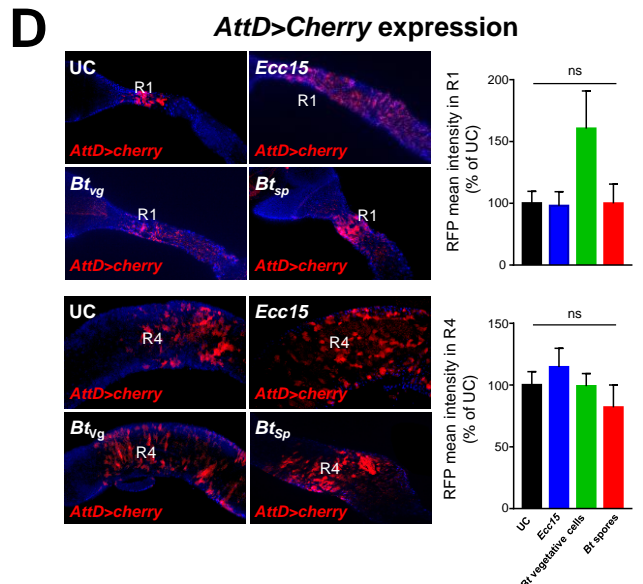 D
AttD>Cherry expression
UC
R1
AttD>cherry
Ecc15
R1
AttD>cherry
Btvg
R1
AttD>cherry
Btsp
R1
AttD>cherry
RFP mean intensity in R1
(% of UC)
200
150
100
50
0
ns
UC
R4
AttD>cherry
Ecc15
R4
AttD>cherry
BtVg
R4
AttD>cherry
BtSp
R4
AttD>cherry
RFP mean intensity in R4
(% of UC)
150
100
50
0
ns
UC
Ecc15
Bt vegetative cells
Bt spores